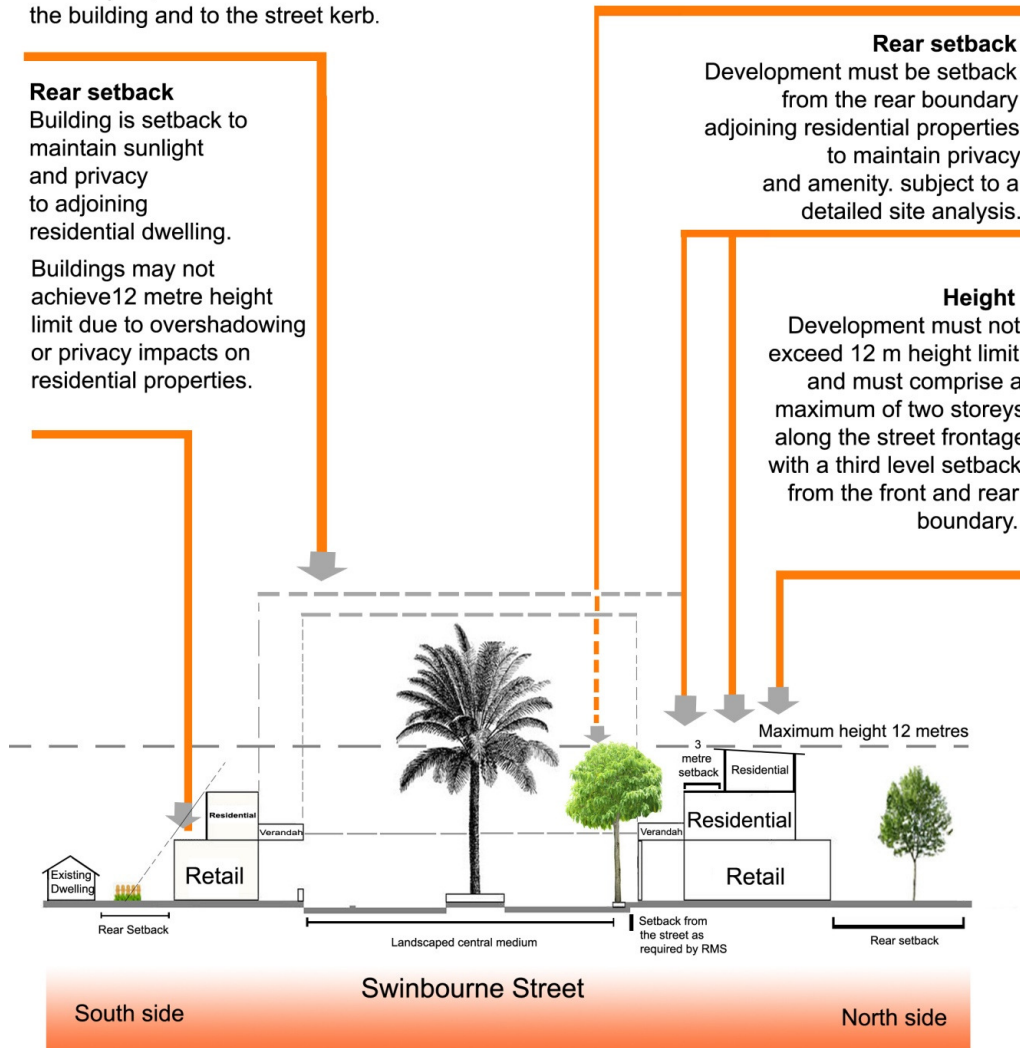 the building and to the street kerb.
Rear setback
Building is setback to
maintain sunlight
and privacy
to adjoining
residential dwelling.
Buildings may not
achieve12 metre height
limit due to overshadowing
or privacy impacts on
residential properties.
Rear setback
Development must be setback
from the rear boundary
adjoining residential properties
to maintain privacy
and amenity. subject to a
detailed site analysis.
Height
Development must not
exceed 12 m height limit
and must comprise a
maximum of two storeys
along the street frontage
with a third level setback
from the front and rear
boundary.
Maximum height 12 metres
3
metre
setback
Residential
Residential
Verandah
Residential
Verandah
Retail
Retail
Existing
Dwelling
Rear Setback
Landscaped central medium
Setback from
the street as
required by RMS
Rear setback
Swinbourne Street
South side
North side